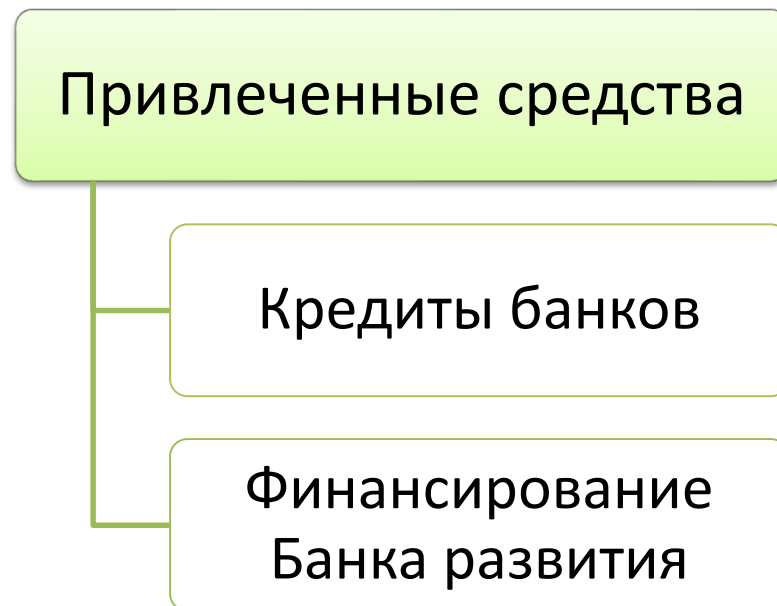 Привлеченные средства
Кредиты банков
Финансирование
Банка развития